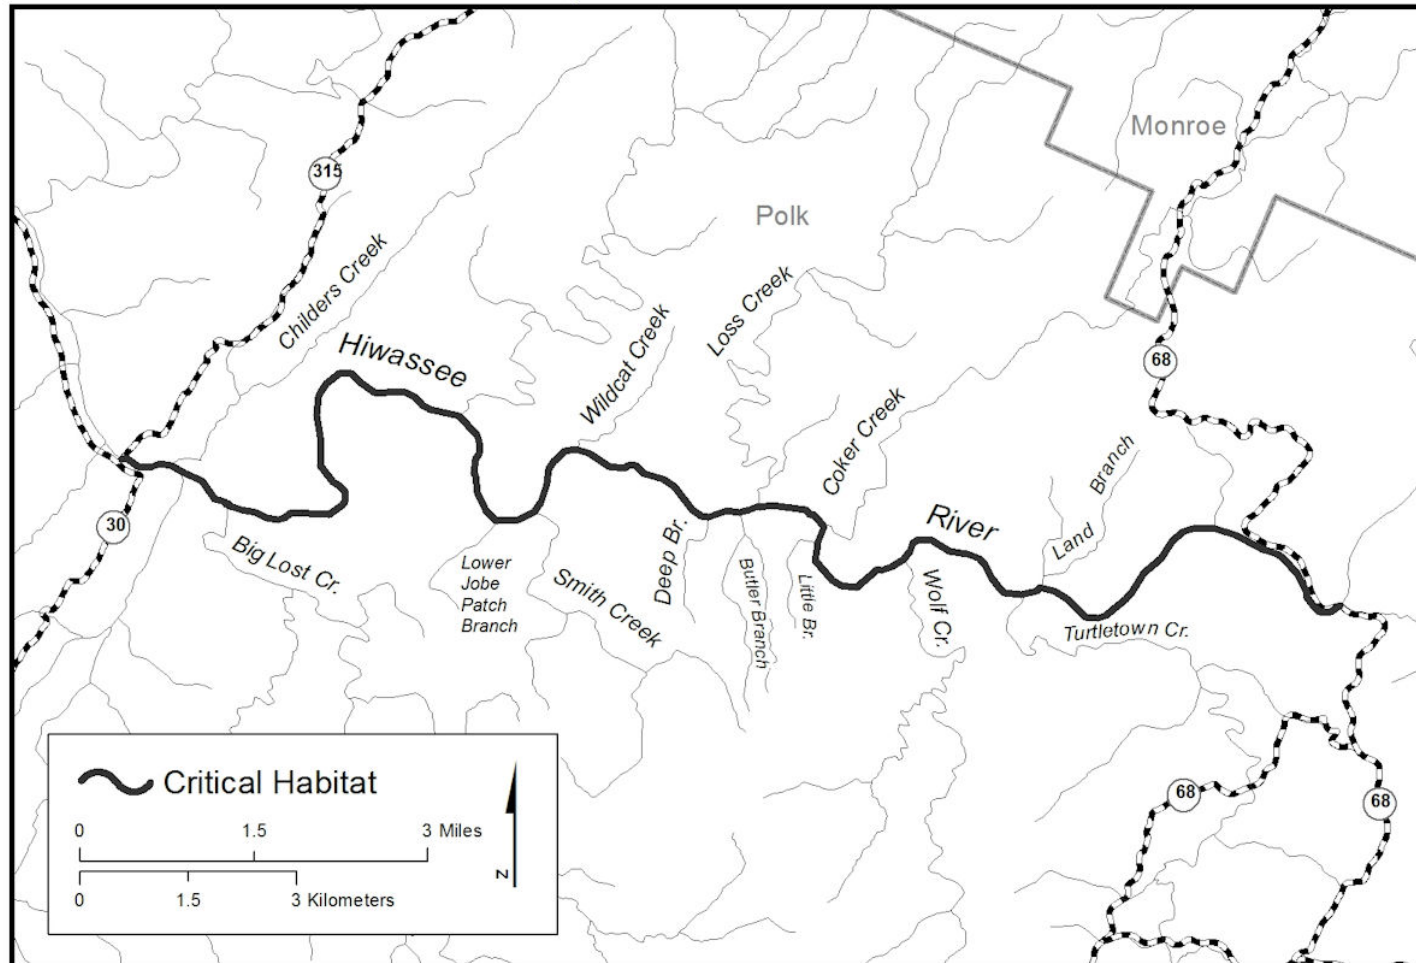 Monroe
315
Polk
Childers Creek
Loss Creek
Hiwassee
Wildcat Creek
68
Coker Creek
Land Branch
River
30
Big Lost Cr.
Lower
Jobe
Patch
Branch
Smith Creek
Deep Br.
Butler Branch
Little Br.
Wolf Cr.
Turtletown Cr.
Critical Habitat
0 1.5 3 Miles
0 1.5 3 Kilometers
N
68
68